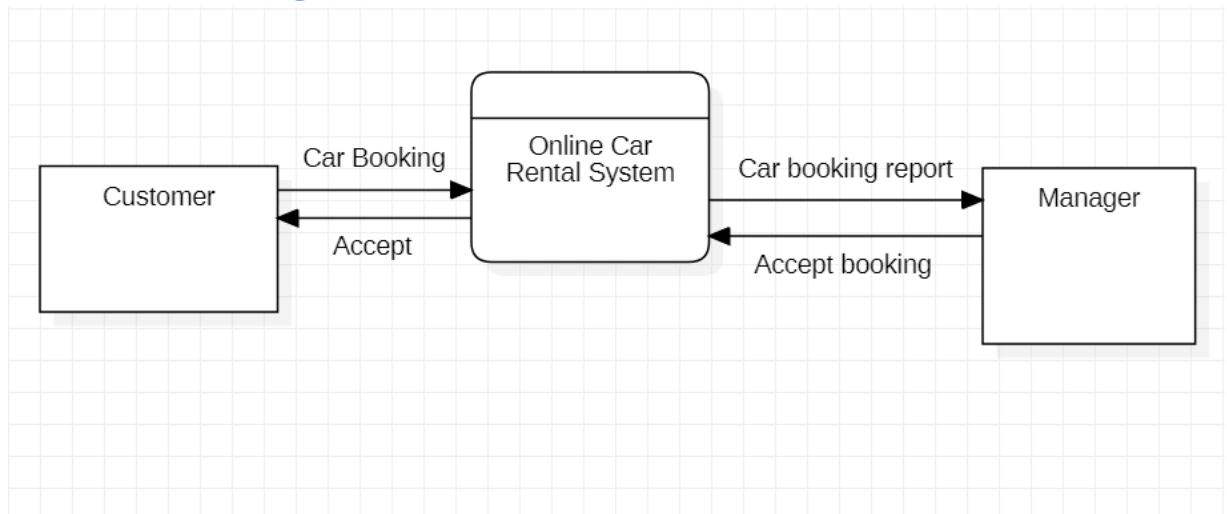 Customer
Car Booking
Accept
Online Car
Rental System
Car booking report
Accept booking
Manager